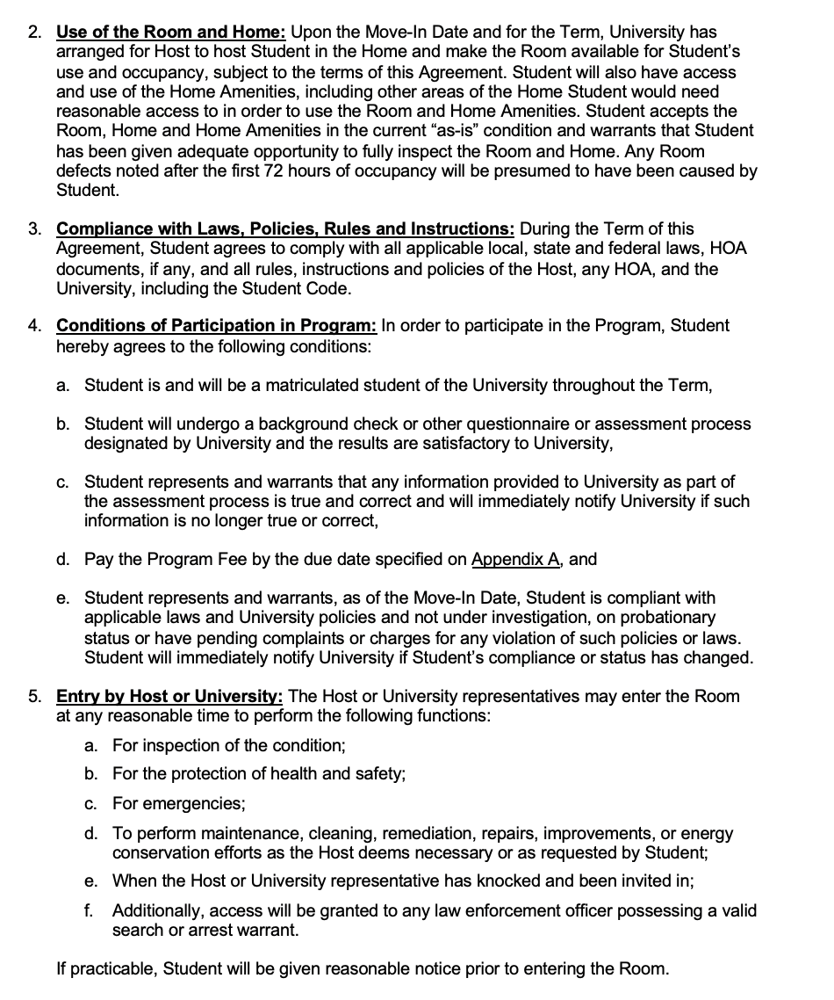 2. Use of the Room and Home: Upon the Move-In Date and for the Term, University has
arranged for Host to host Student in the Home and make the Room available for Student’s
use and occupancy, subject to the terms of this Agreement. Student will also have access
and use of the Home Amenities, including other areas of the Home Student would need
reasonable access to in order to use the Room and Home Amenities. Student accepts the
Room, Home and Home Amenities in the current “as-is” condition and warrants that Student
has been given adequate opportunity to fully inspect the Room and Home. Any Room
defects noted after the first 72 hours of occupancy will be presumed to have been caused by
Student.
3. Compliance with Laws, Policies, Rules and Instructions: During the Term of this
Agreement, Student agrees to comply with all applicable local, state and federal laws, HOA
documents, if any, and all rules, instructions and policies of the Host, any HOA, and the
University, including the Student Code.
4. Conditions of Participation in Program: In order to participate in the Program, Student
hereby agrees to the following conditions:
a. Student is and will be a matriculated student of the University throughout the Term,
b. Student will undergo a background check or other questionnaire or assessment process
designated by University and the results are satisfactory to University,
c. Student represents and warrants that any information provided to University as part of
the assessment process is true and correct and will immediately notify University if such
information is no longer true or correct,
d. Pay the Program Fee by the due date specified on Appendix A, and
e. Student represents and warrants, as of the Move-In Date, Student is compliant with
applicable laws and University policies and not under investigation, on probationary
status or have pending complaints or charges for any violation of such policies or laws.
Student will immediately notify University if Student’s compliance or status has changed.
5. Entry by Host or University: The Host or University representatives may enter the Room
at any reasonable time to perform the following functions:
a. For inspection of the condition;
b. For the protection of health and safety;
c. For emergencies;
d. To perform maintenance, cleaning, remediation, repairs, improvements, or energy
conservation efforts as the Host deems necessary or as requested by Student;
e. When the Host or University representative has knocked and been invited in;
f. Additionally, access will be granted to any law enforcement officer possessing a valid
search or arrest warrant.
If practicable, Student will be given reasonable notice prior to entering the Room.